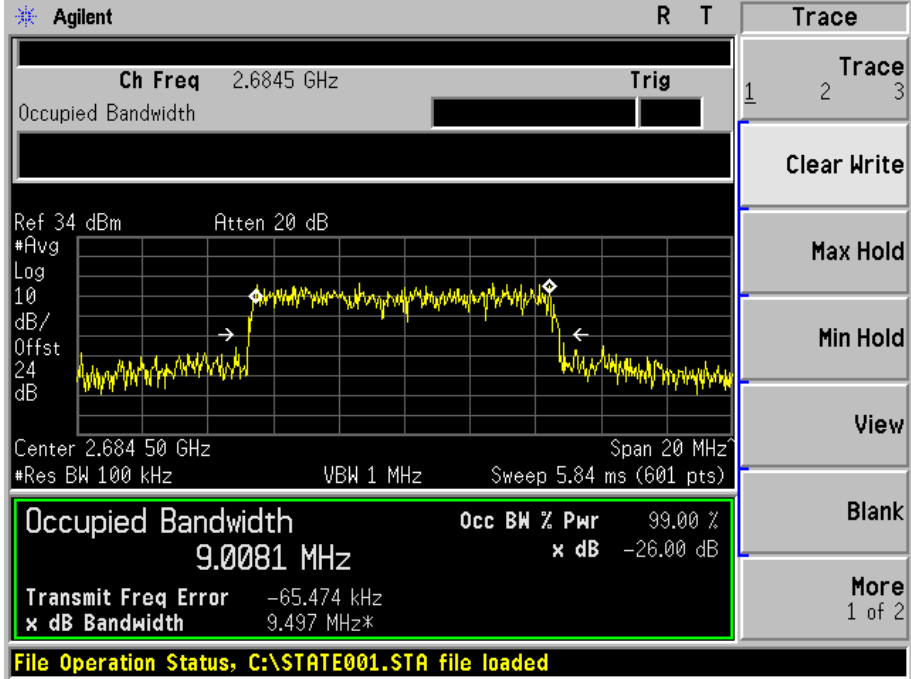 Agilent R T Trace
Ch Freq 2.6845 GHz Trig
Occupied Bandwidth
Trace
1 2 3
Clear Write
Max Hold
Min Hold
View
Blank
More
1 of 2
Ref 34 dBm Atten 20 dB
#Avg
Log
10
dB/
Offst
24
dB
Center 2.684 50 GHz Span 20 MHz^
#Res BW 100 kHz VBW 1 MHz Sweep 5.84 ms (601 pts)
Occupied Bandwidth
9.0081 MHz
Occ BW % Pwr 99.00 %
x dB -26.00 dB
Transmit Freq Error -65.474 kHz
x dB Bandwidth 9.497 MHz*
File Operation Status, C:\STATE001.STA file loaded